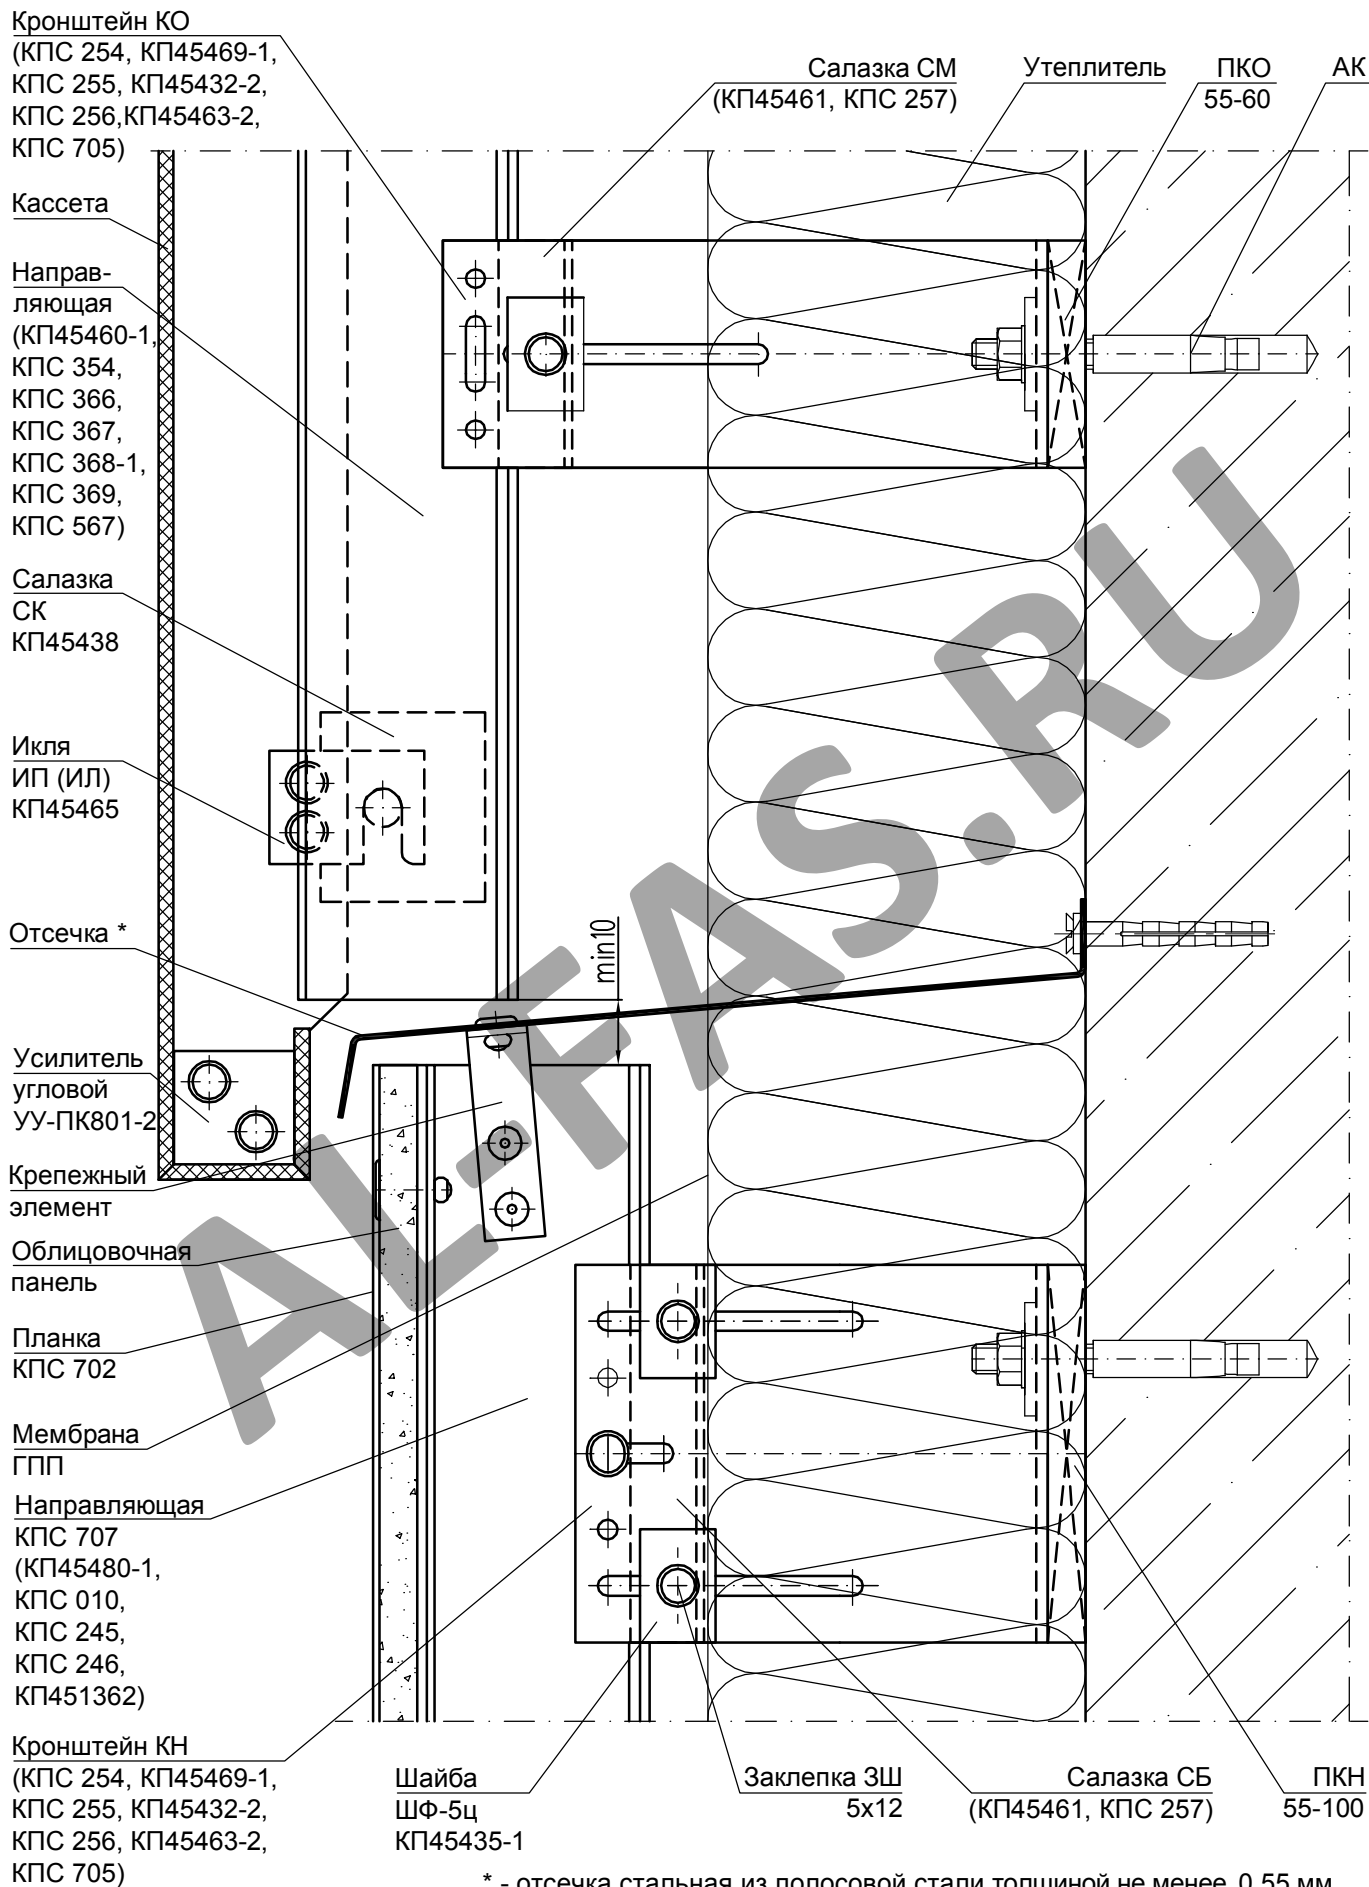 Кронштейн КО
(КПС 254, КП45469-1,
КПС 255, КП45432-2,
КПС 256,КП45463-2,
КПС 705)
Салазка СМ
(КП45461, КПС 257)
Утеплитель
ПКО
55-60
АК
Кассета
Направ-
ляющая
(КП45460-1,
КПС 354,
КПС 366,
КПС 367,
КПС 368-1,
КПС 369,
КПС 567)
Салазка
СК
КП45438
Икля
ИП (ИЛ)
КП45465
Отсечка *
min10
Усилитель
угловой
УУ-ПК801-2
Крепежный
элемент
Облицовочная
панель
Планка
КПС 702
Мембрана
ГПП
Направляющая
КПС 707
(КП45480-1,
КПС 010,
КПС 245,
КПС 246,
КП451362)
Кронштейн КН
(КПС 254, КП45469-1,
КПС 255, КП45432-2,
КПС 256, КП45463-2,
КПС 705)
Шайба
ШФ-5ц
КП45435-1
Заклепка ЗШ
5х12
Салазка СБ
(КП45461, КПС 257)
ПКН
55-100
* - отсечка стальная из полосовой стали толщиной не менее 0,55 мм
AL-FAS.RU